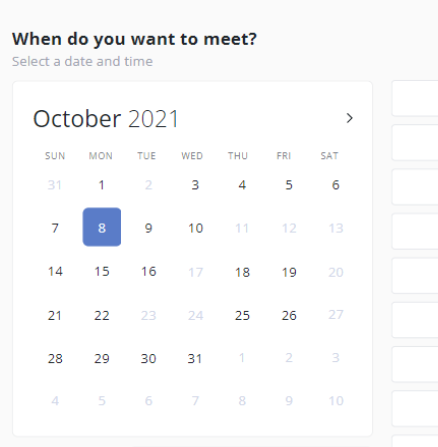 When do you want to meet?
Select a date and time
October 2021
SUN MON TUE WED THU FRI SAT
31 1 2 3 4 5 6
7 8 9 10 11 12 13
14 15 16 17 18 19 20
21 22 23 24 25 26 27
28 29 30 31 1 2 3
4 5 6 7 8 9 10